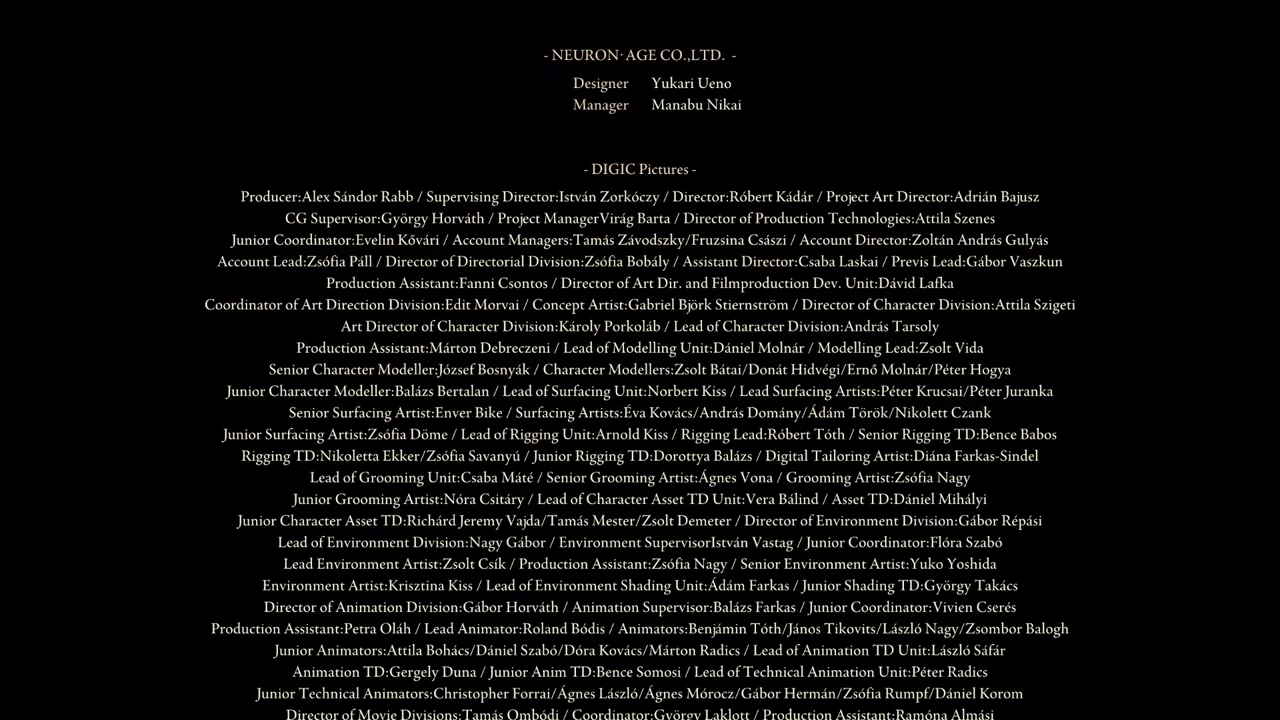 - NEURON·AGE CO.,LTD. -
Designer Yukari Ueno
Manager Manabu Nikai
- DIGIC Pictures -
Producer:Alex Sándor Rabb / Supervising Director:István Zorkóczy / Director:Róbert Kádár / Project Art Director:Adrián Bajusz
CG Supervisor:György Horváth / Project ManagerVirág Barta / Director of Production Technologies:Attila Szenes
Junior Coordinator:Evelin Kővári / Account Managers:Tamás Závodszky/Fruzsina Császi / Account Director:Zoltán András Gulyás
Account Lead:Zsófia Páll / Director of Directorial Division:Zsófia Bobály / Assistant Director:Csaba Laskai / Previs Lead:Gábor Vaszkun
Production Assistant:Fanni Csontos / Director of Art Dir. and Filmproduction Dev. Unit:Dávid Lafka
Coordinator of Art Direction Division:Edit Morvai / Concept Artist:Gabriel Björk Stiernström / Director of Character Division:Attila Szigeti
Art Director of Character Division:Károly Porkoláb / Lead of Character Division:András Tarsoly
Production Assistant:Márton Debreczeni / Lead of Modelling Unit:Dániel Molnár / Modelling Lead:Zsolt Vida
Senior Character Modeller:József Bosnyák / Character Modellers:Zsolt Bátai/Donát Hidvégi/Ernő Molnár/Péter Hogya
Junior Character Modeller:Balázs Bertalan / Lead of Surfacing Unit:Norbert Kiss / Lead Surfacing Artists:Péter Krucsai/Péter Juranka
Senior Surfacing Artist:Enver Bike / Surfacing Artists:Éva Kovács/András Domány/Ádám Török/Nikolett Czank
Junior Surfacing Artist:Zsófia Döme / Lead of Rigging Unit:Arnold Kiss / Rigging Lead:Róbert Tóth / Senior Rigging TD:Bence Babos
Rigging TD:Nikoletta Ekker/Zsófia Savanyú / Junior Rigging TD:Dorottya Balázs / Digital Tailoring Artist:Diána Farkas-Sindel
Lead of Grooming Unit:Csaba Máté / Senior Grooming Artist:Ágnes Vona / Grooming Artist:Zsófia Nagy
Junior Grooming Artist:Nóra Csitáry / Lead of Character Asset TD Unit:Vera Bálind / Asset TD:Dániel Mihályi
Junior Character Asset TD:Richárd Jeremy Vajda/Tamás Mester/Zsolt Demeter / Director of Environment Division:Gábor Répási
Lead of Environment Division:Nagy Gábor / Environment SupervisorIstván Vastag / Junior Coordinator:Flóra Szabó
Lead Environment Artist:Zsolt Csík / Production Assistant:Zsófia Nagy / Senior Environment Artist:Yuko Yoshida
Environment Artist:Krisztina Kiss / Lead of Environment Shading Unit:Ádám Farkas / Junior Shading TD:György Takács
Director of Animation Division:Gábor Horváth / Animation Supervisor:Balázs Farkas / Junior Coordinator:Vivien Cserés
Production Assistant:Petra Oláh / Lead Animator:Roland Bódis / Animators:Benjámin Tóth/János Tikovits/László Nagy/Zsombor Balogh
Junior Animators:Attila Bohács/Dániel Szabó/Dóra Kovács/Márton Radics / Lead of Animation TD Unit:László Sáfár
Animation TD:Gergely Duna / Junior Anim TD:Bence Somosi / Lead of Technical Animation Unit:Péter Radics
Junior Technical Animators:Christopher Forrai/Ágnes László/Ágnes Mórocz/Gábor Hermán/Zsófia Rumpf/Dániel Korom
Director of Movie Divisions:Tamás Ombódi / Coordinator:György Laklott / Production Assistant:Ramóna Almási